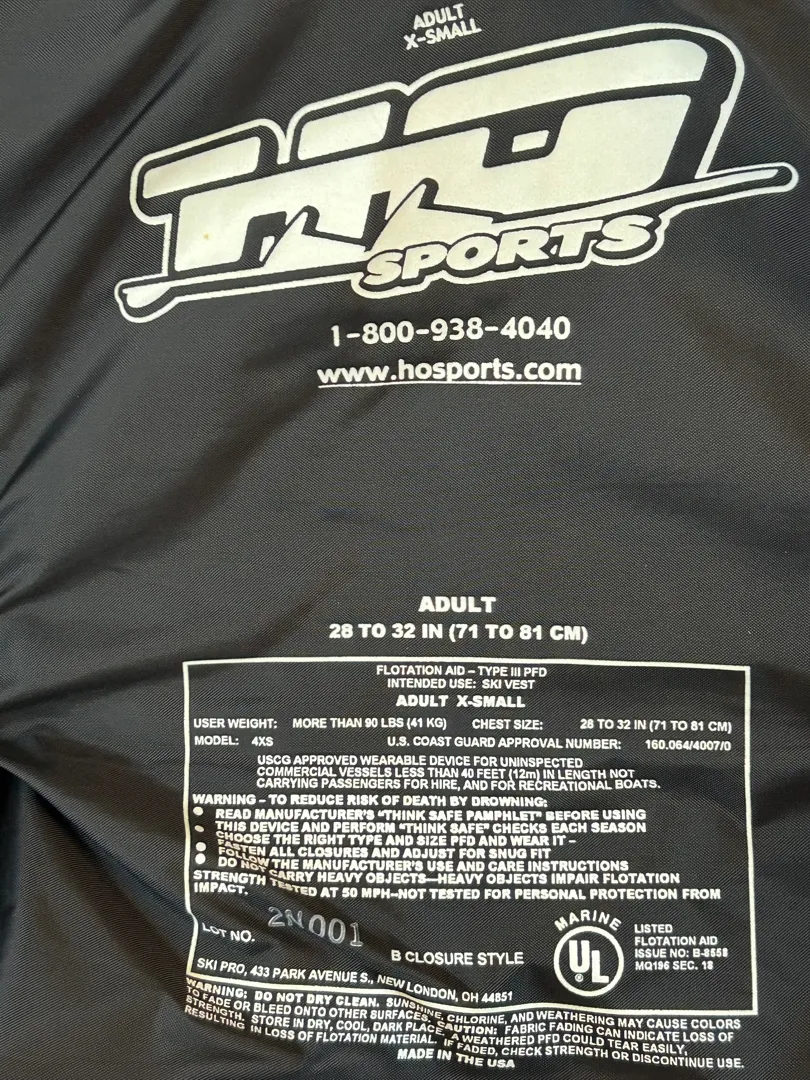 ADULT
X-SMALL
HO
SPORTS
1-800-938-4040
www.hosports.com
ADULT
28 TO 32 IN (71 TO 81 CM)
FLOTATION AID – TYPE III PFD
INTENDED USE: SKI VEST
ADULT X-SMALL
USER WEIGHT: MORE THAN 90 LBS (41 KG) CHEST SIZE: 28 TO 32 IN (71 TO 81 CM)
MODEL: 4XS U.S. COAST GUARD APPROVAL NUMBER: 160.064/4007/0
USCG APPROVED WEARABLE DEVICE FOR UNINSPECTED
COMMERCIAL VESSELS LESS THAN 40 FEET (12m) IN LENGTH NOT
CARRYING PASSENGERS FOR HIRE, AND FOR RECREATIONAL BOATS.
WARNING – TO REDUCE RISK OF DEATH BY DROWNING:
• READ MANUFACTURER'S "THINK SAFE PAMPHLET" BEFORE USING
• THIS DEVICE AND PERFORM "THINK SAFE" CHECKS EACH SEASON
CHOOSE THE RIGHT TYPE AND SIZE PFD AND WEAR IT –
• FASTEN ALL CLOSURES AND ADJUST FOR SNUG FIT
• FOLLOW THE MANUFACTURER'S USE AND CARE INSTRUCTIONS
DO NOT CARRY HEAVY OBJECTS—HEAVY OBJECTS IMPAIR FLOTATION
STRENGTH TESTED AT 50 MPH–NOT TESTED FOR PERSONAL PROTECTION FROM
IMPACT.
LOT NO. 2N001
B CLOSURE STYLE
MARINE
UL
LISTED
FLOTATION AID
ISSUE NO: B-8558
MQ196 SEC. 18
SKI PRO, 433 PARK AVENUE S., NEW LONDON, OH 44851
WARNING: DO NOT DRY CLEAN. SUNSHINE, CHLORINE, AND WEATHERING MAY CAUSE COLORS
TO FADE OR BLEED ONTO OTHER SURFACES. CAUTION: FABRIC FADING CAN INDICATE LOSS OF
STRENGTH. STORE IN DRY, COOL, DARK PLACE. A WEATHERED PFD COULD TEAR EASILY,
RESULTING IN LOSS OF FLOTATION MATERIAL. IF FADED, CHECK STRENGTH OR DISCONTINUE USE.
MADE IN THE USA